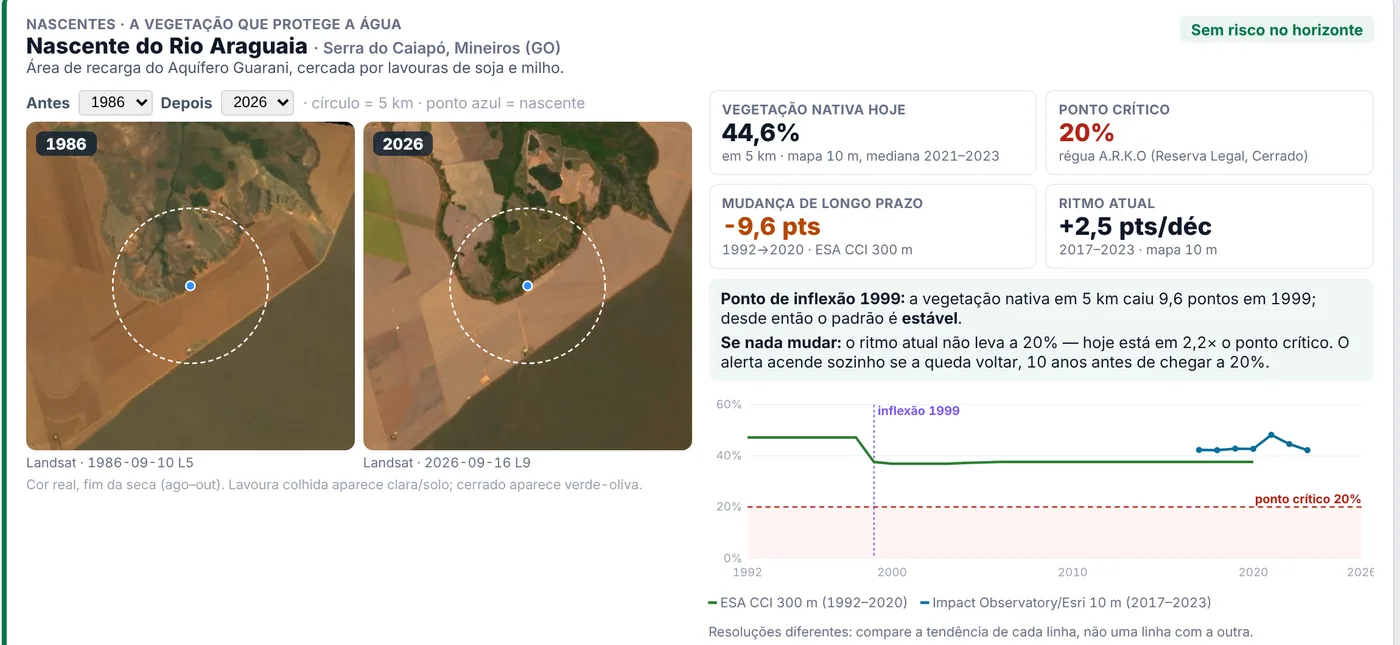 NASCENTES · A VEGETAÇÃO QUE PROTEGE A ÁGUA
Nascente do Rio Araguaia · Serra do Caiapó, Mineiros (GO)
Sem risco no horizonte
Área de recarga do Aquífero Guarani, cercada por lavouras de soja e milho.
Antes 1986 Depois 2026 · círculo = 5 km · ponto azul = nascente
1986
2026
Landsat · 1986-09-10 L5
Landsat · 2026-09-16 L9
Cor real, fim da seca (ago–out). Lavoura colhida aparece clara/solo; cerrado aparece verde-oliva.
VEGETAÇÃO NATIVA HOJE
44,6%
em 5 km · mapa 10 m, mediana 2021–2023
PONTO CRÍTICO
20%
régua A.R.K.O (Reserva Legal, Cerrado)
MUDANÇA DE LONGO PRAZO
-9,6 pts
1992→2020 · ESA CCI 300 m
RITMO ATUAL
+2,5 pts/déc
2017–2023 · mapa 10 m
Ponto de inflexão 1999: a vegetação nativa em 5 km caiu 9,6 pontos em 1999;
desde então o padrão é estável.
Se nada mudar: o ritmo atual não leva a 20% — hoje está em 2,2× o ponto crítico. O
alerta acende sozinho se a queda voltar, 10 anos antes de chegar a 20%.
60%
inflexão 1999
40%
20%
ponto crítico 20%
0%
1992 2000 2010 2020 2026
ESA CCI 300 m (1992–2020) Impact Observatory/Esri 10 m (2017–2023)
Resoluções diferentes: compare a tendência de cada linha, não uma linha com a outra.